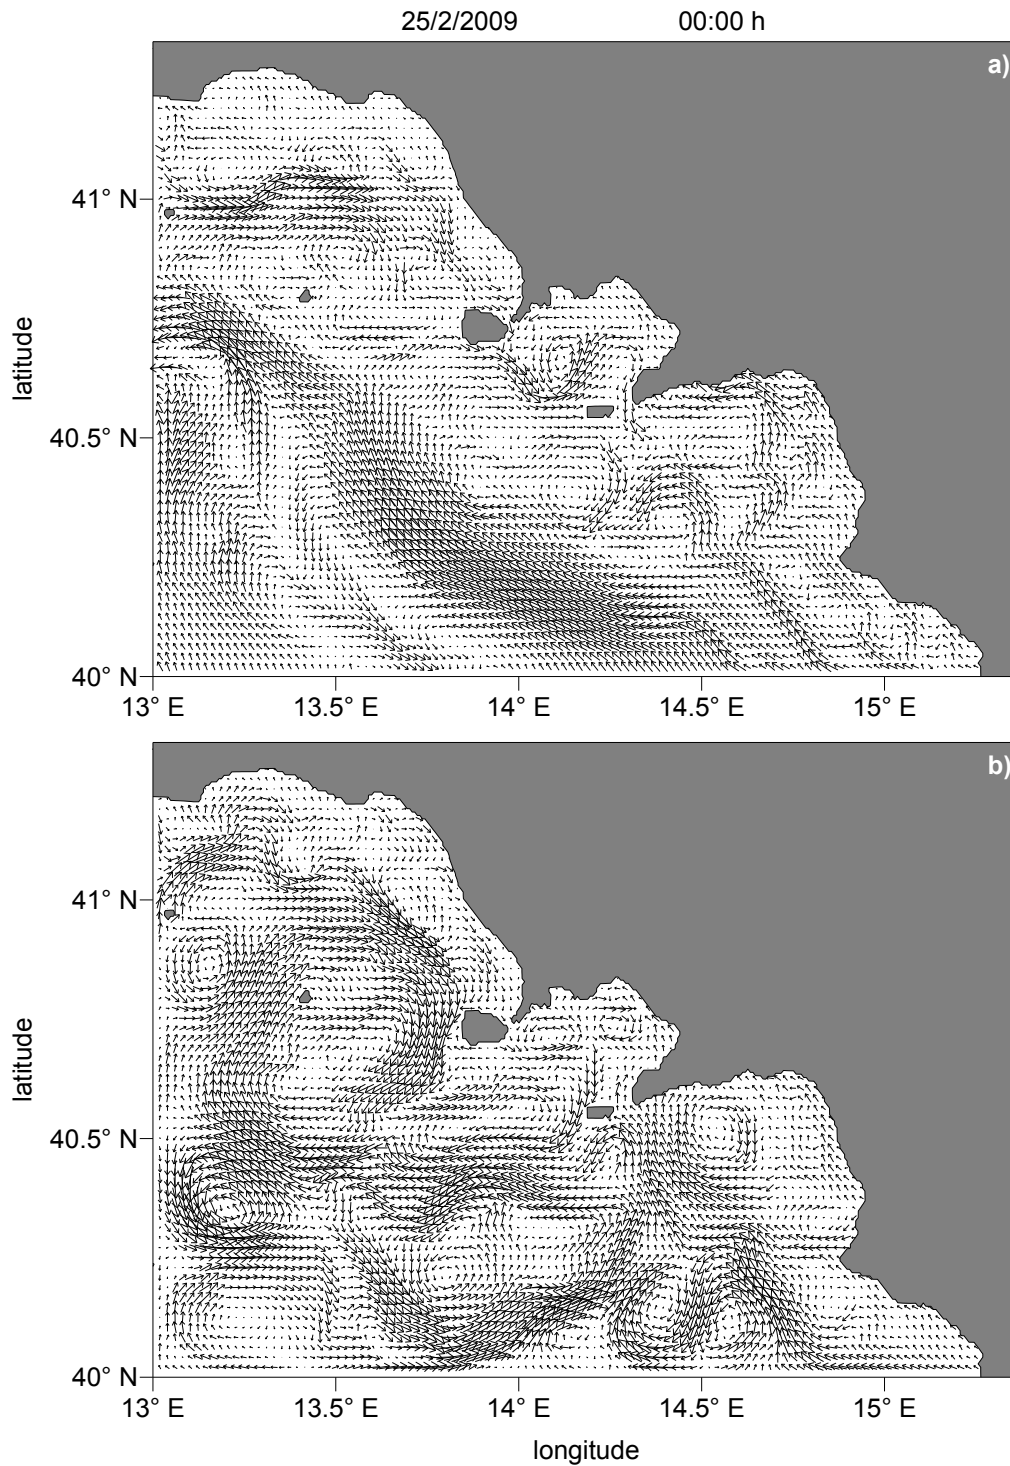 25/2/2009 00:00 h
a)
41° N
40.5° N
40° N
latitude
13° E 13.5° E 14° E 14.5° E 15° E
b)
41° N
40.5° N
40° N
latitude
13° E 13.5° E 14° E 14.5° E 15° E
longitude